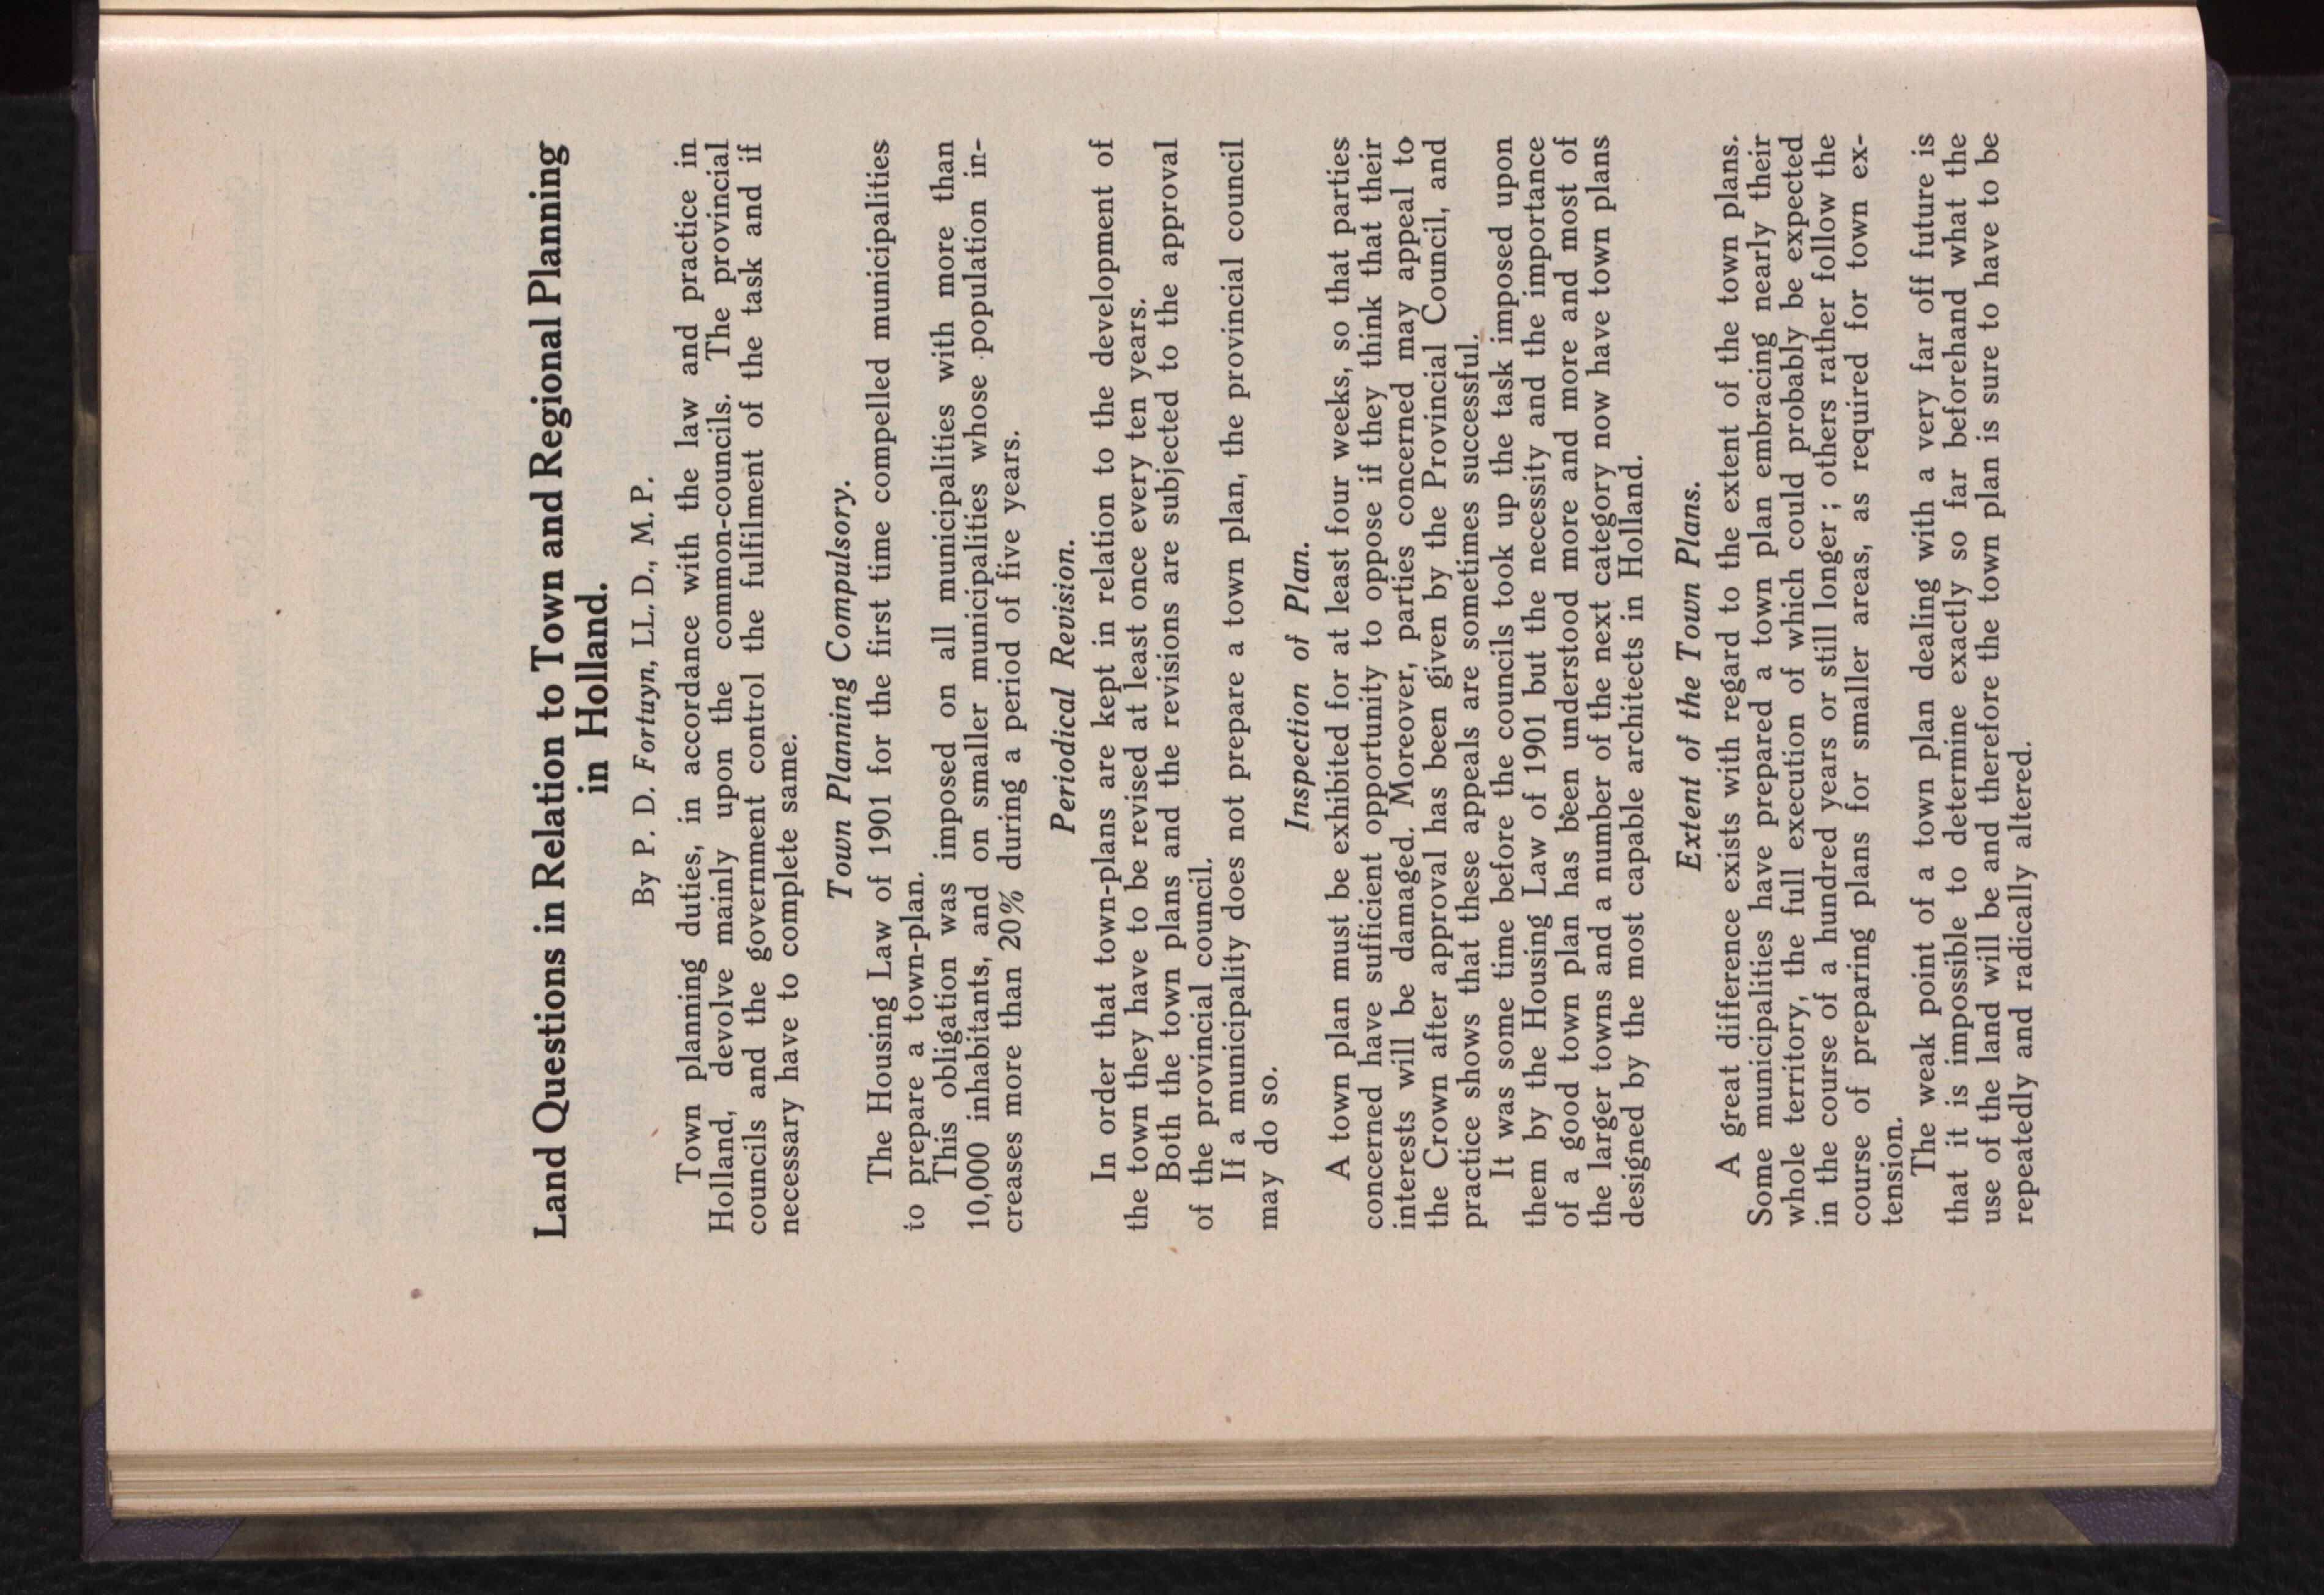 Land Questions in Relation to Town and Regional Planning
in Holland.
By P. D. Fortuyn, LL. D., M. P.
Town planning duties, in accordance with the law and practice in
Holland, devolve mainly upon the common-councils. The provincial
councils and the government control the fulfilment of the task and if
necessary have to complete same.
Town Planning Compulsory.
The Housing Law of 1901 for the first time compelled municipalities
to prepare a town-plan.
This obligation was imposed on all municipalities with more than
10,000 inhabitants, and on smaller municipalities whose population in-
creases more than 20% during a period of five years.
Periodical Revision.
In order that town-plans are kept in relation to the development of
the town they have to be revised at least once every ten years.
Both the town plans and the revisions are subjected to the approval
of the provincial council.
If a municipality does not prepare a town plan, the provincial council
may do so.
Inspection of Plan.
A town plan must be exhibited for at least four weeks, so that parties
concerned have sufficient opportunity to oppose if they think that their
interests will be damaged. Moreover, parties concerned may appeal to
the Crown after approval has been given by the Provincial Council, and
practice shows that these appeals are sometimes successful.
It was some time before the councils took up the task imposed upon
them by the Housing Law of 1901 but the necessity and the importance
of a good town plan has been understood more and more and most of
the larger towns and a number of the next category now have town plans
designed by the most capable architects in Holland.
Extent of the Town Plans.
A great difference exists with regard to the extent of the town plans.
Some municipalities have prepared a town plan embracing nearly their
whole territory, the full execution of which could probably be expected
in the course of a hundred years or still longer ; others rather follow the
course of preparing plans for smaller areas, as required for town ex-
tension.
The weak point of a town plan dealing with a very far off future is
that it is impossible to determine exactly so far beforehand what the
use of the land will be and therefore the town plan is sure to have to be
repeatedly and radically altered.